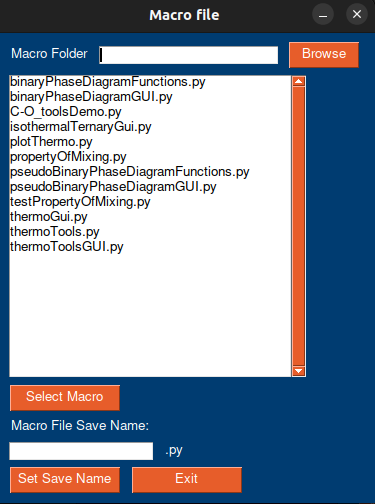 Macro file
Macro Folder
Browse
binaryPhaseDiagramFunctions.py
binaryPhaseDiagramGUI.py
C-O_toolsDemo.py
isothermalTernaryGui.py
plotThermo.py
propertyOfMixing.py
pseudoBinaryPhaseDiagramFunctions.py
pseudoBinaryPhaseDiagramGUI.py
testPropertyOfMixing.py
thermoGui.py
thermoTools.py
thermoToolsGUI.py
Select Macro
Macro File Save Name:
.py
Set Save Name
Exit